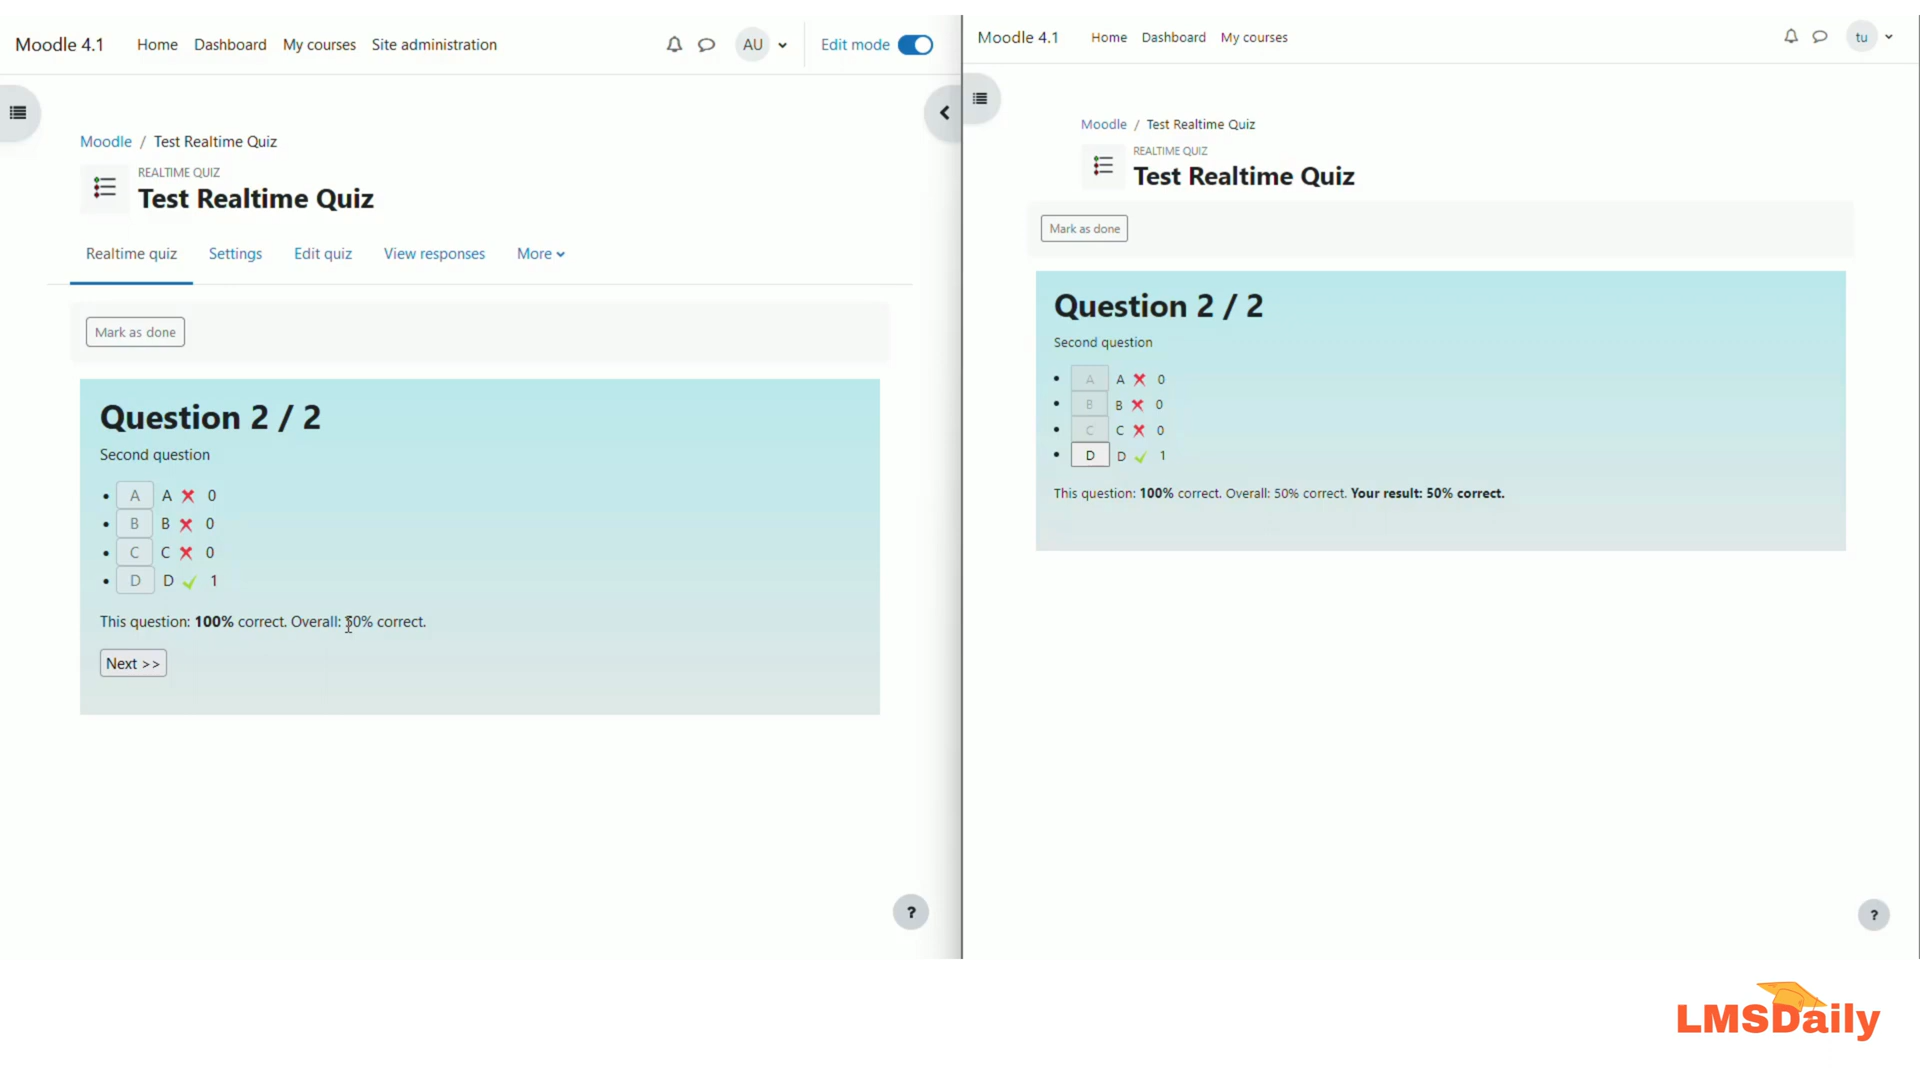 Moodle 4.1 Home Dashboard My courses Site administration AU Edit mode
Moodle / Test Realtime Quiz
REALTIME QUIZ
Test Realtime Quiz
Realtime quiz Settings Edit quiz View responses More
Mark as done
Question 2 / 2
Second question
• A A 0
• B B 0
• C C 0
• D D 1
This question: 100% correct. Overall: 50% correct.
Next >>
?
Moodle 4.1 Home Dashboard My courses tu
Moodle / Test Realtime Quiz
REALTIME QUIZ
Test Realtime Quiz
Mark as done
Question 2 / 2
Second question
• A A 0
• B B 0
• C C 0
• D D 1
This question: 100% correct. Overall: 50% correct. Your result: 50% correct.
?
LMSDaily